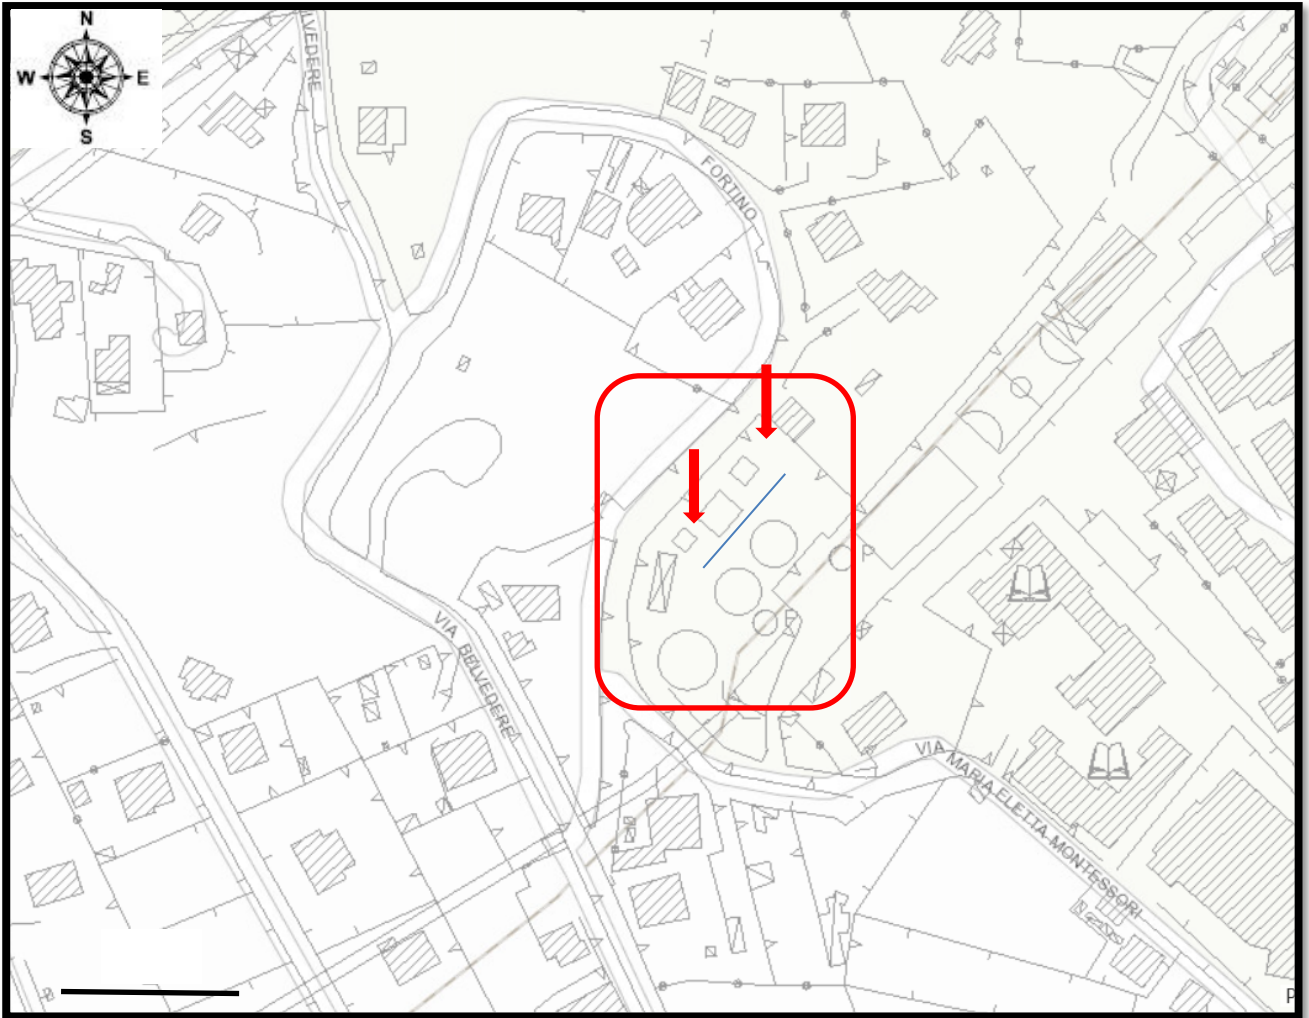 N
W E
S
LVEDERE
FORTINO
P
P
VIA BELVEDERE
VIA MARIA ELETTA MONTESSORI
P